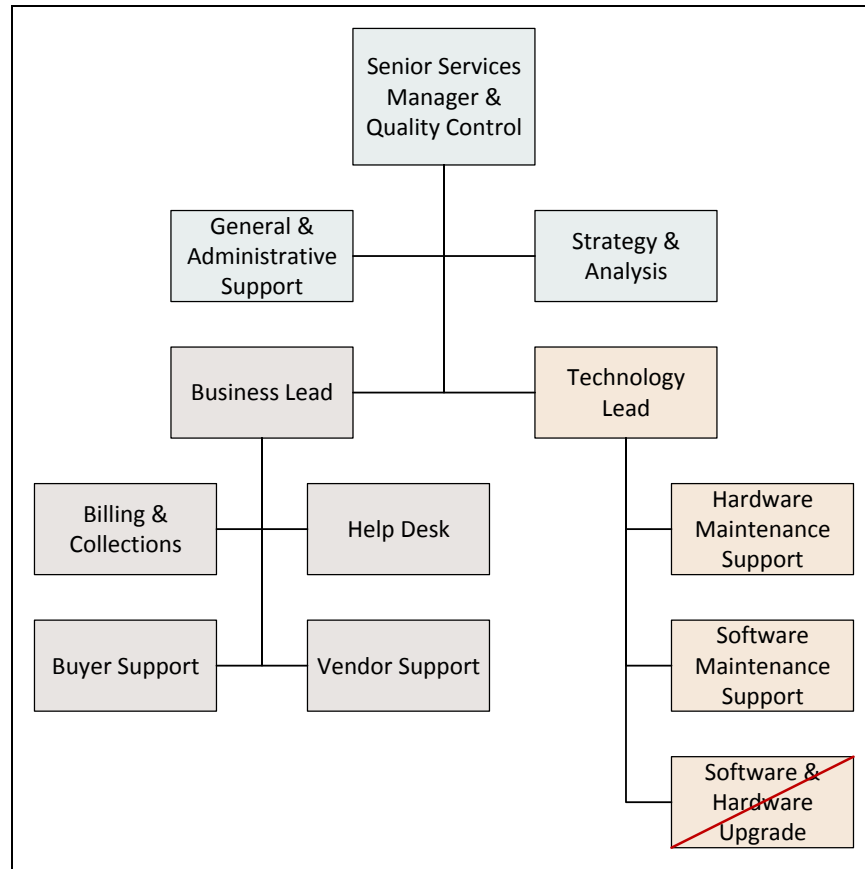 Senior Services
Manager &
Quality Control
General &
Administrative
Support
Strategy &
Analysis
Business Lead
Technology
Lead
Billing &
Collections
Help Desk
Hardware
Maintenance
Support
Buyer Support
Vendor Support
Software
Maintenance
Support
Software &
Hardware
Upgrade